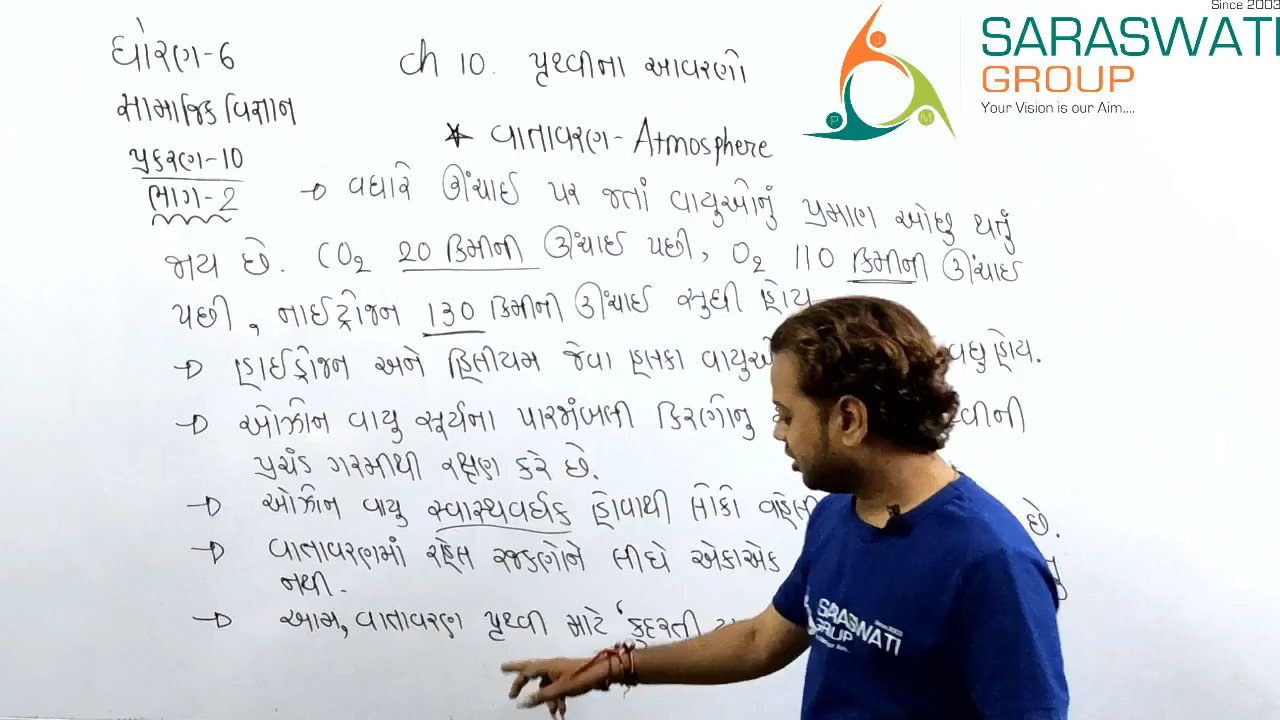 Since 2003
SARASWATI
GROUP
Your Vision is our Aim....
J
P
M
ધોરણ-6
સામાજિક વિજ્ઞાન
પ્રકરણ-10
ભાગ-2
ch 10. પૃથ્વીના આવરણો
* વાતાવરણ - Atmosphere
→ વધારે ઊંચાઈ પર જતાં વાયુઓનું પ્રમાણ ઓછુ થતું
જાય છે. CO2 20 કિમીની ઊંચાઈ પછી, O2 110 કિમીની ઊંચાઈ
પછી, નાઈટ્રોજન 130 કિમીની ઊંચાઈ સુધી હોય
→ હાઈડ્રોજન અને હિલીયમ જેવા હલકા વાયુઓ વધુ હોય.
→ ઓઝોન વાયુ સૂર્યના પારજાંબલી કિરણોનુ
પ્રચંડ ગરમીથી રક્ષણ કરે છે.
→ ઓઝોન વાયુ સ્વાસ્થવર્ધક હોવાથી લોકો વહેલી છે.
→ વાતાવરણમાં રહેલ રજકણોને લીધે એકાએક
નથી.
→ આમ, વાતાવરણ પૃથ્વી માટે 'કુદરતી
SARASWATI
GROUP